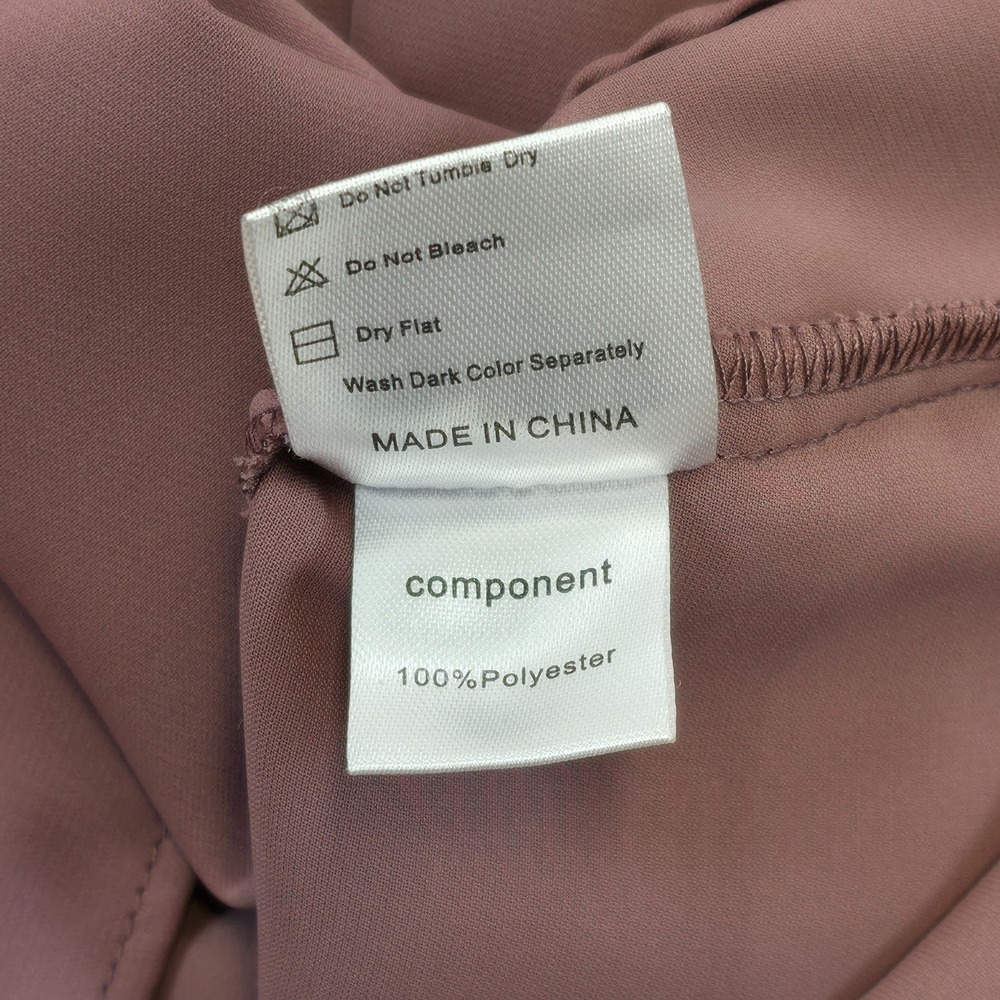 Do Not Tumble Dry
Do Not Bleach
Dry Flat
Wash Dark Color Separately
MADE IN CHINA
component
100%Polyester